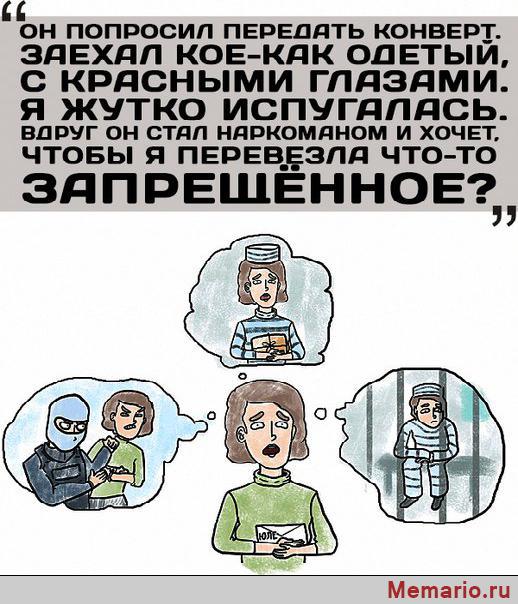 “
ОН ПОПРОСИЛ ПЕРЕДАТЬ КОНВЕРТ.
ЗАЕХАЛ КОЕ-КАК ОДЕТЫЙ,
С КРАСНЫМИ ГЛАЗАМИ.
Я ЖУТКО ИСПУГАЛАСЬ.
ВДРУГ ОН СТАЛ НАРКОМАНОМ И ХОЧЕТ,
ЧТОБЫ Я ПЕРЕВЕЗЛА ЧТО-ТО
ЗАПРЕЩЁННОЕ?
”
ЮЛЕ
Memario.ru